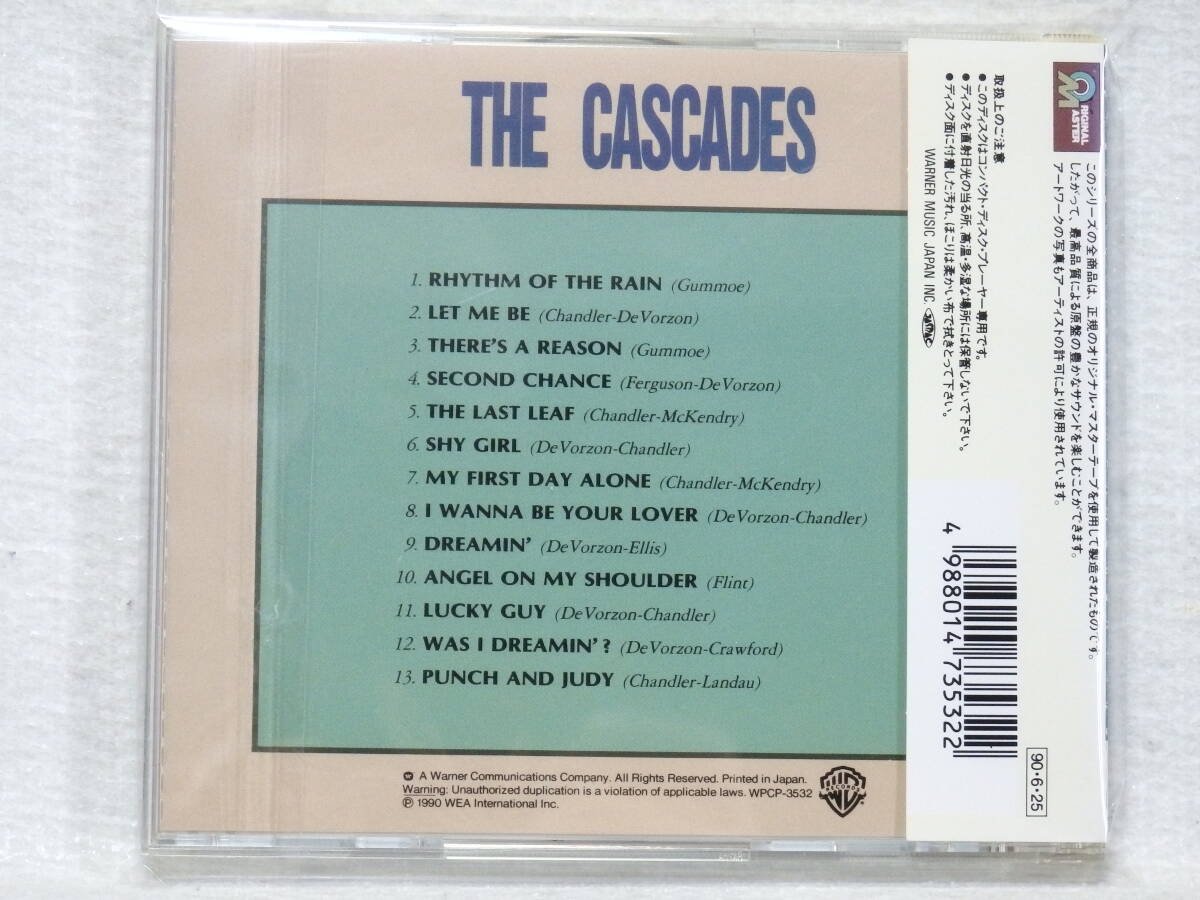 THE CASCADES
1. RHYTHM OF THE RAIN (Gummoe)
2. LET ME BE (Chandler-DeVorzon)
3. THERE'S A REASON (Gummoe)
4. SECOND CHANCE (Ferguson-DeVorzon)
5. THE LAST LEAF (Chandler-McKendry)
6. SHY GIRL (DeVorzon-Chandler)
7. MY FIRST DAY ALONE (Chandler-McKendry)
8. I WANNA BE YOUR LOVER (DeVorzon-Chandler)
9. DREAMIN' (DeVorzon-Ellis)
10. ANGEL ON MY SHOULDER (Flint)
11. LUCKY GUY (DeVorzon-Chandler)
12. WAS I DREAMIN'? (DeVorzon-Crawford)
13. PUNCH AND JUDY (Chandler-Landau)
A Warner Communications Company. All Rights Reserved. Printed in Japan.
Warning: Unauthorized duplication is a violation of applicable laws. WPCP-3532
℗ 1990 WEA International Inc.
RECORDS
ORIGINAL
MASTER
このシリーズの全商品は、正規のオリジナル・マスターテープを使用して製造されたものです。
したがって、最高品質による原盤の豊かなサウンドを楽しむことができます。
アートワークの写真もアーティストの許可により使用されています。
取扱上のご注意
●このディスクはコンパクト・ディスク・プレーヤー専用です。
●ディスクを直射日光の当る所、高温・多湿な場所には保管しないで下さい。
●ディスク面に付着した汚れ、ほこりは柔かい布で拭きとって下さい。
WARNER MUSIC JAPAN INC.
4 988014 735322
90・6・25